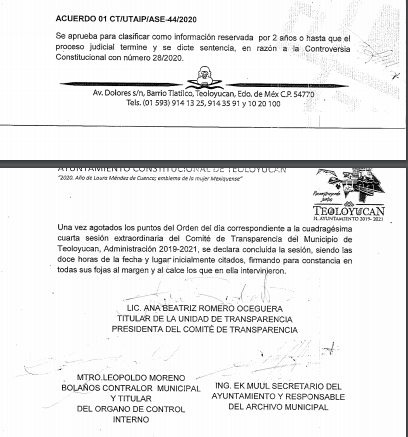 ACUERDO 01 CT/UTAIP/ASE-44/2020
Se aprueba para clasificar como información reservada por 2 años o hasta que el
proceso judicial termine y se dicte sentencia, en razón a la Controversia
Constitucional con número 28/2020.
Av. Dolores s/n, Barrio Tlatilco, Teoloyucan, Edo. de Méx C.P. 54770
Tels. (01 593) 914 13 25, 914 35 91 y 10 20 100
AYUNTAMIENTO CONSTITUCIONAL DE TEOLOYUCAN
"2020. Año de Laura Méndez de Cuenca; emblema de la mujer Mexiquense"
TEOLOYUCAN
H. AYUNTAMIENTO 2019-2021
Una vez agotados los puntos del Orden del día correspondiente a la cuadragésima
cuarta sesión extraordinaria del Comité de Transparencia del Municipio de
Teoloyucan, Administración 2019-2021, se declara concluida la sesión, siendo las
doce horas de la fecha y lugar inicialmente citados, firmando para constancia en
todas sus fojas al margen y al calce los que en ella intervinieron.
LIC. ANA BEATRIZ ROMERO OCEGUERA
TITULAR DE LA UNIDAD DE TRANSPARENCIA
PRESIDENTA DEL COMITÉ DE TRANSPARENCIA
MTRO.LEOPOLDO MORENO
BOLAÑOS CONTRALOR MUNICIPAL
Y TITULAR
DEL ORGANO DE CONTROL
INTERNO
ING. EK MUUL SECRETARIO DEL
AYUNTAMIENTO Y RESPONSABLE
DEL ARCHIVO MUNICIPAL